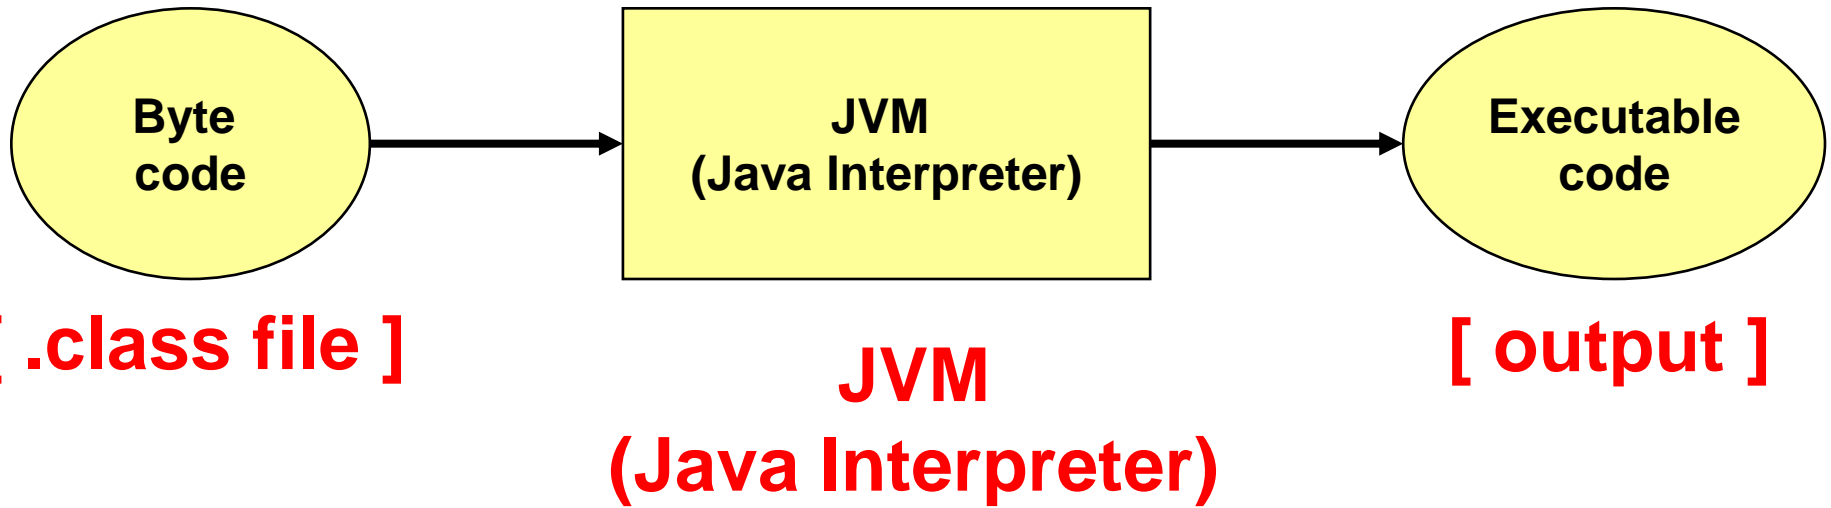 Byte
code
JVM
(Java Interpreter)
Executable
code
[ .class file ]
JVM
(Java Interpreter)
[ output ]